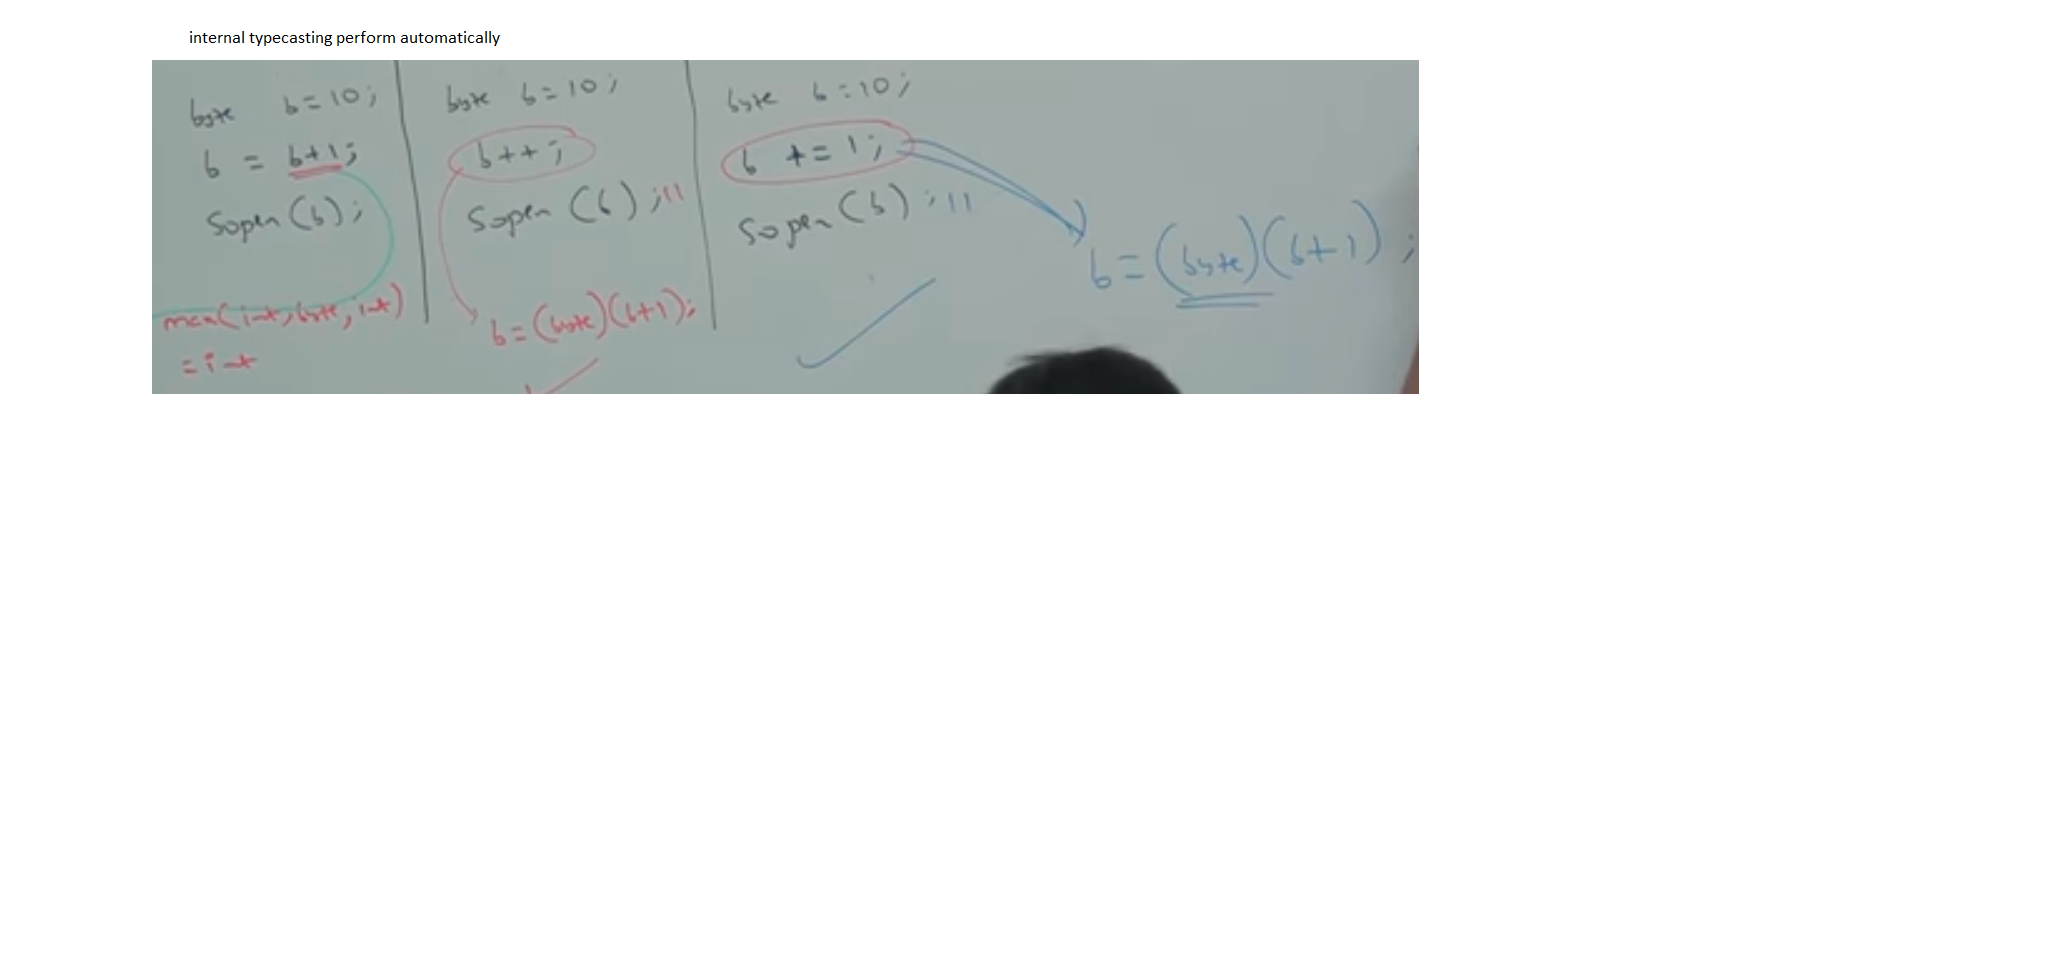 internal typecasting perform automatically
byte b=10;
b = b+1;
Sopln(b);
max(int, byte, int)
=int
byte b=10;
b++;
Sopln(b);11
b=(byte)(b+1);
byte b=10;
b += 1;
Sopln(b);11
b=(byte)(b+1);